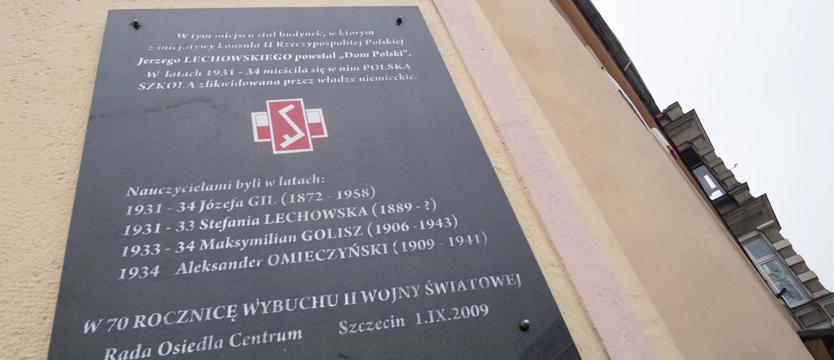 W tym miejscu stał budynek, w którym
z inicjatywy konsula II Rzeczypospolitej Polskiej
Jerzego LECHOWSKIEGO powstał „Dom Polski”.
W latach 1931 - 34 mieściła się w nim POLSKA
SZKOŁA zlikwidowana przez władze niemieckie.
Nauczycielami byli w latach:
1931 - 34 Józefa GIL (1872 - 1958)
1931 - 33 Stefania LECHOWSKA (1889 - ?)
1933 - 34 Maksymilian GOLISZ (1906 - 1943)
1934 Aleksander OMIECZYŃSKI (1909 - 1941)
W 70 ROCZNICĘ WYBUCHU II WOJNY ŚWIATOWEJ
Rada Osiedla Centrum Szczecin 1.IX.2009